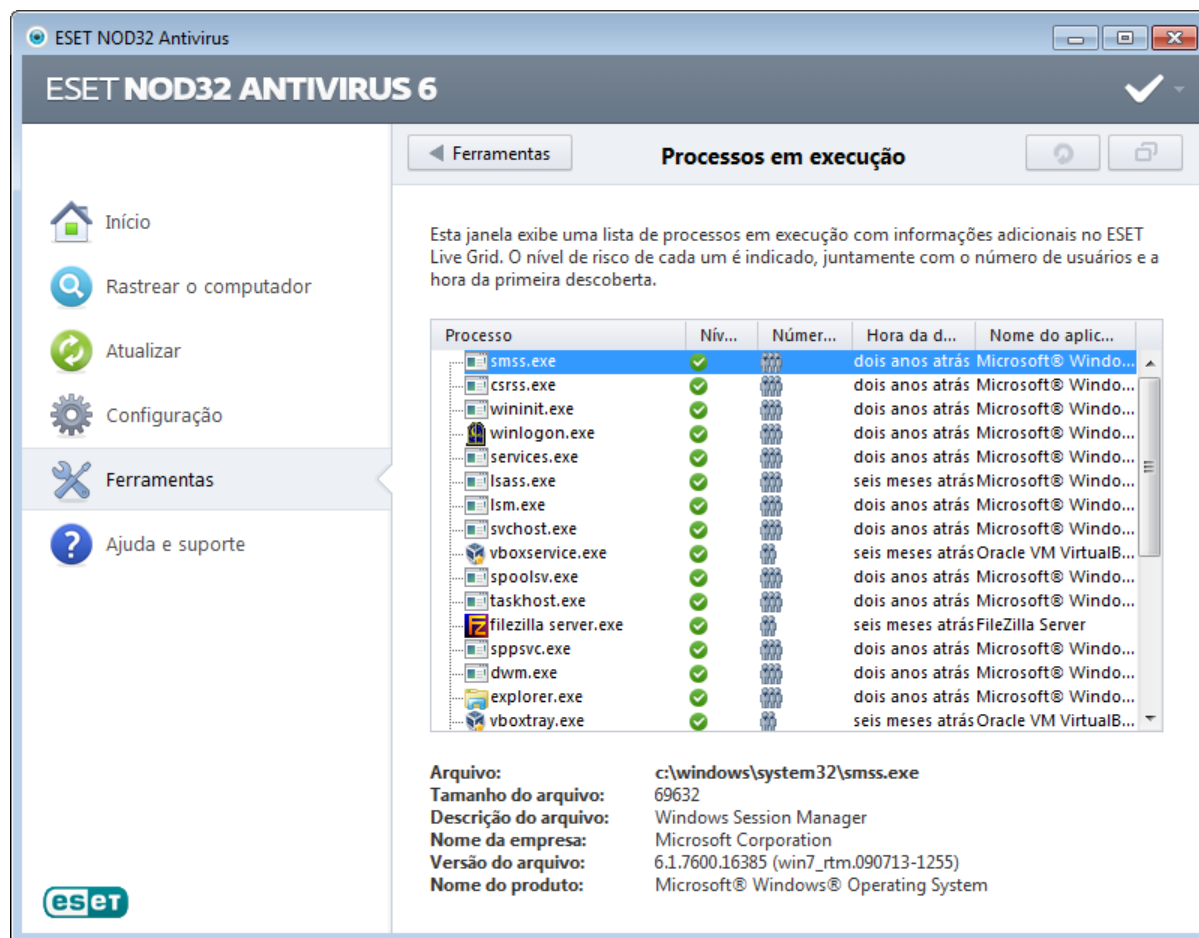 ESET NOD32 Antivirus
ESET NOD32 ANTIVIRUS 6
Ferramentas
Processos em execução
Início
Rastrear o computador
Atualizar
Configuração
Ferramentas
Ajuda e suporte
Esta janela exibe uma lista de processos em execução com informações adicionais no ESET
Live Grid. O nível de risco de cada um é indicado, juntamente com o número de usuários e a
hora da primeira descoberta.
Processo Nív... Númer... Hora da d... Nome do aplic...
smss.exe dois anos atrás Microsoft® Windo...
csrss.exe dois anos atrás Microsoft® Windo...
wininit.exe dois anos atrás Microsoft® Windo...
winlogon.exe dois anos atrás Microsoft® Windo...
services.exe dois anos atrás Microsoft® Windo...
lsass.exe seis meses atrás Microsoft® Windo...
lsm.exe dois anos atrás Microsoft® Windo...
svchost.exe dois anos atrás Microsoft® Windo...
vboxservice.exe seis meses atrás Oracle VM VirtualB...
spoolsv.exe dois anos atrás Microsoft® Windo...
taskhost.exe dois anos atrás Microsoft® Windo...
filezilla server.exe seis meses atrás FileZilla Server
sppsvc.exe dois anos atrás Microsoft® Windo...
dwm.exe dois anos atrás Microsoft® Windo...
explorer.exe dois anos atrás Microsoft® Windo...
vboxtray.exe seis meses atrás Oracle VM VirtualB...
Arquivo: c:\windows\system32\smss.exe
Tamanho do arquivo: 69632
Descrição do arquivo: Windows Session Manager
Nome da empresa: Microsoft Corporation
Versão do arquivo: 6.1.7600.16385 (win7_rtm.090713-1255)
Nome do produto: Microsoft® Windows® Operating System
eset